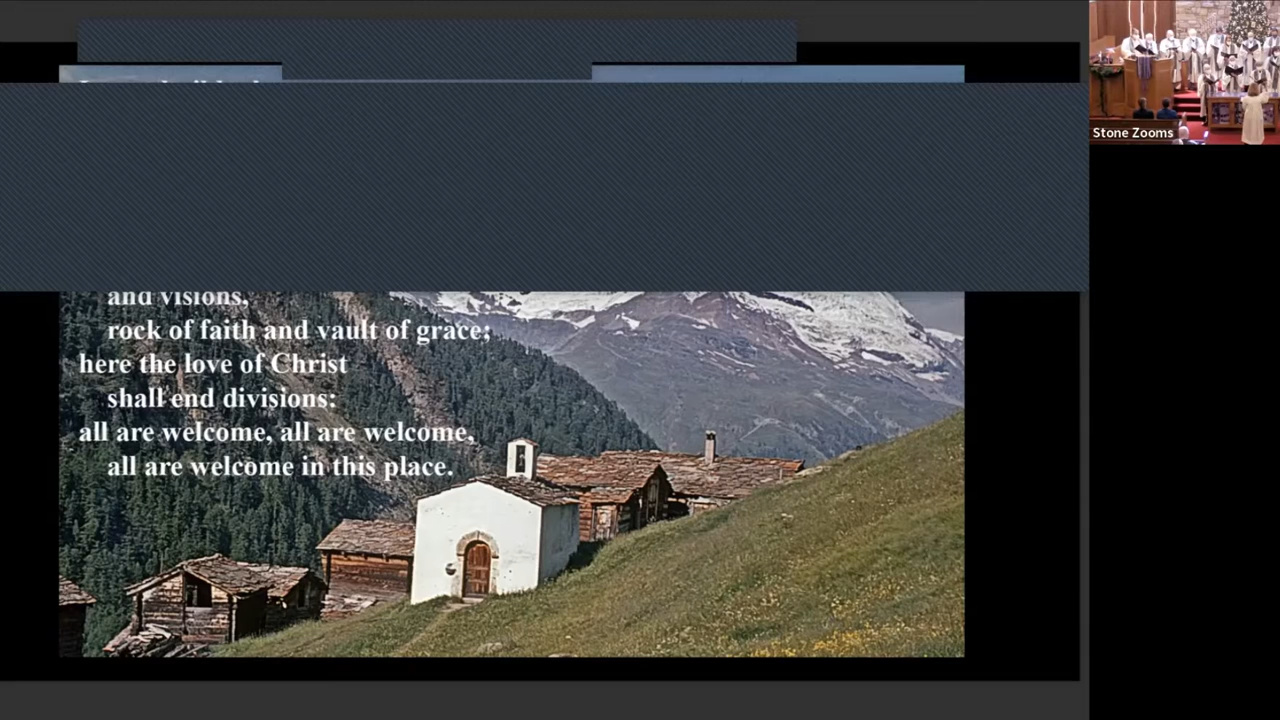 and visions,
rock of faith and vault of grace;
here the love of Christ
shall end divisions:
all are welcome, all are welcome,
all are welcome in this place.
Stone Zooms